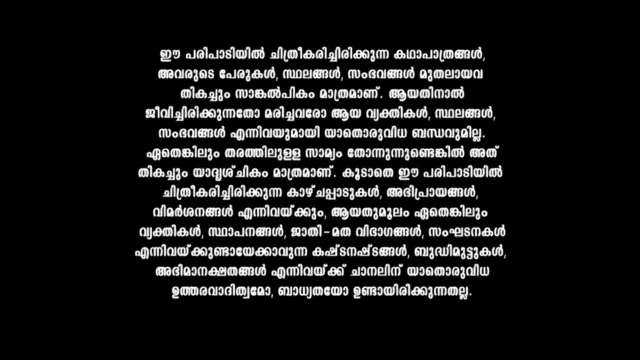 ഈ പരിപാടിയിൽ ചിത്രീകരിച്ചിരിക്കുന്ന കഥാപാത്രങ്ങൾ,
അവരുടെ പേരുകൾ, സ്ഥലങ്ങൾ, സംഭവങ്ങൾ മുതലായവ
തികച്ചും സാങ്കൽപികം മാത്രമാണ്. ആയതിനാൽ
ജീവിച്ചിരിക്കുന്നതോ മരിച്ചവരോ ആയ വ്യക്തികൾ, സ്ഥലങ്ങൾ,
സംഭവങ്ങൾ എന്നിവയുമായി യാതൊരുവിധ ബന്ധവുമില്ല.
ഏതെങ്കിലും തരത്തിലുളള സാമ്യം തോന്നുന്നുണ്ടെങ്കിൽ അത്
തികച്ചും യാദൃശ്ചികം മാത്രമാണ്. കൂടാതെ ഈ പരിപാടിയിൽ
ചിത്രീകരിച്ചിരിക്കുന്ന കാഴ്ചപ്പാടുകൾ, അഭിപ്രായങ്ങൾ,
വിമർശനങ്ങൾ എന്നിവയ്ക്കും, ആയതുമൂലം ഏതെങ്കിലും
വ്യക്തികൾ, സ്ഥാപനങ്ങൾ, ജാതി-മത വിഭാഗങ്ങൾ, സംഘടനകൾ
എന്നിവയ്ക്കുണ്ടായേക്കാവുന്ന കഷ്ടനഷ്ടങ്ങൾ, ബുദ്ധിമുട്ടുകൾ,
അഭിമാനക്ഷതങ്ങൾ എന്നിവയ്ക്ക് ചാനലിന് യാതൊരുവിധ
ഉത്തരവാദിത്വമോ, ബാധ്യതയോ ഉണ്ടായിരിക്കുന്നതല്ല.